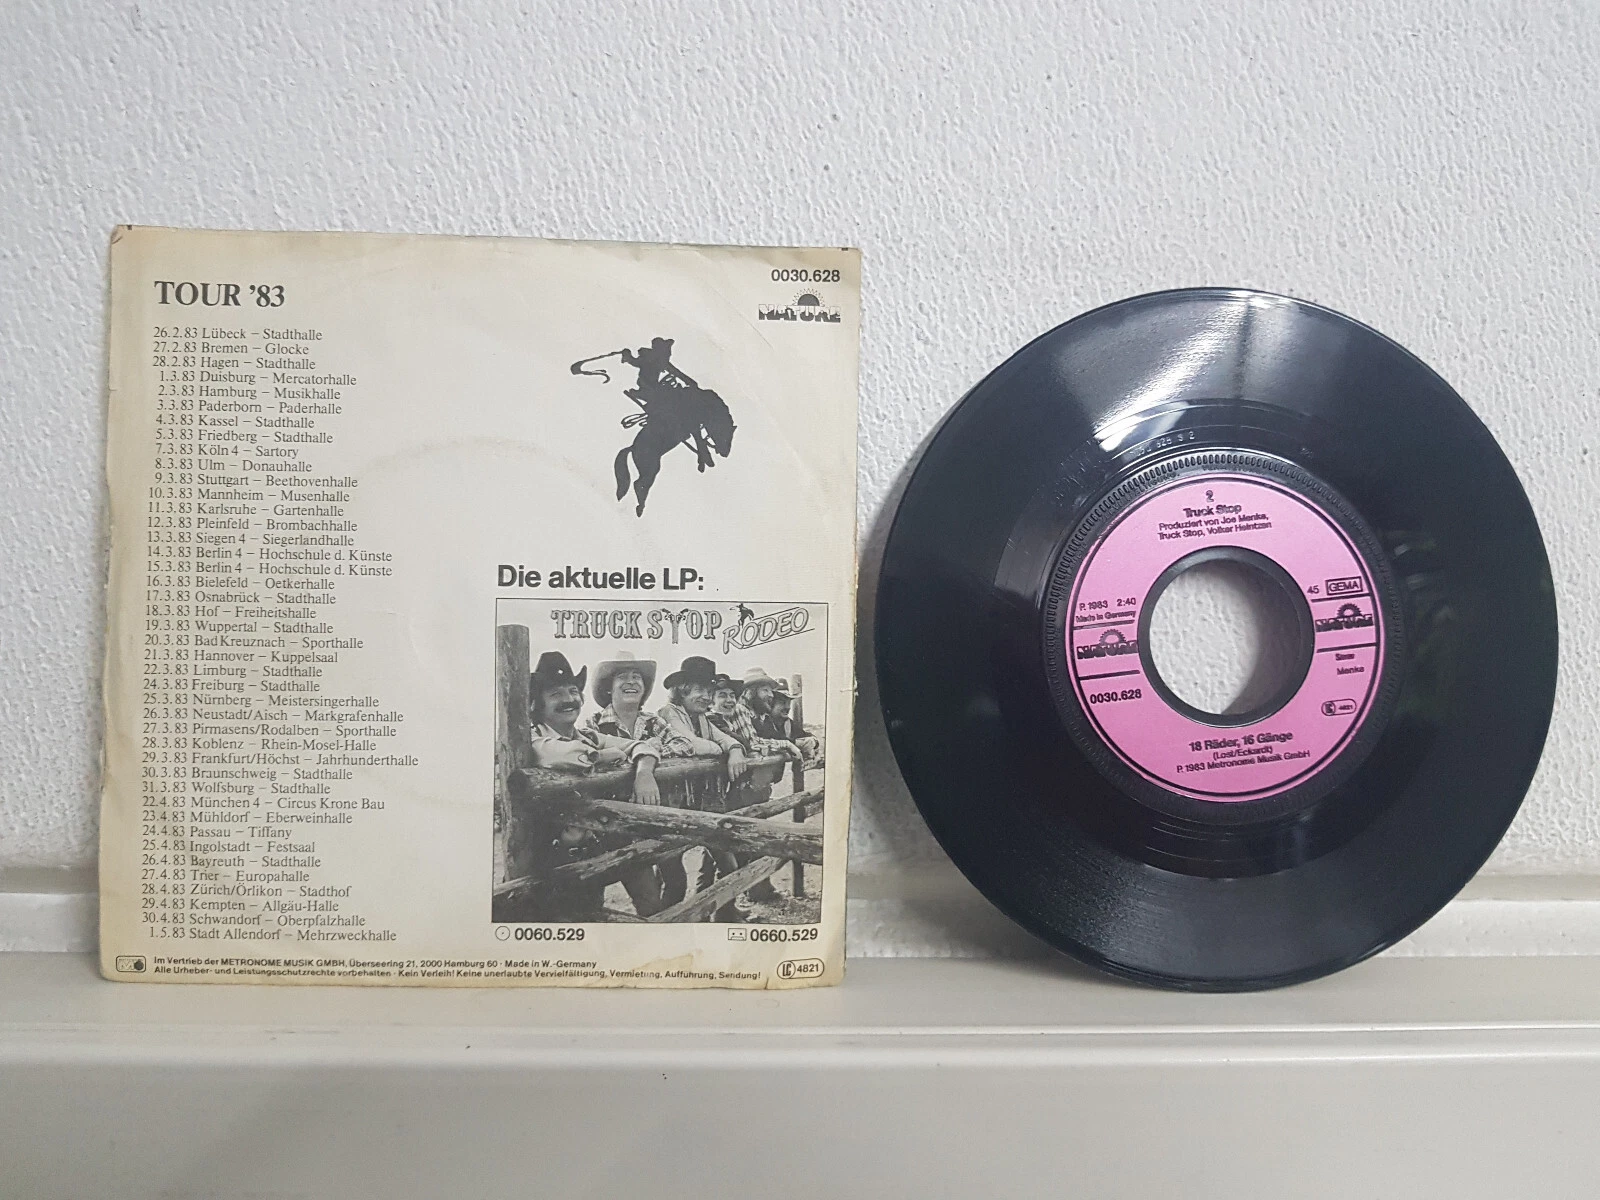 TOUR '83
26.2.83 Lübeck – Stadthalle
27.2.83 Bremen – Glocke
28.2.83 Hagen – Stadthalle
1.3.83 Duisburg – Mercatorhalle
2.3.83 Hamburg – Musikhalle
3.3.83 Paderborn – Paderhalle
4.3.83 Kassel – Stadthalle
5.3.83 Friedberg – Stadthalle
7.3.83 Köln 4 – Sartory
8.3.83 Ulm – Donauhalle
9.3.83 Stuttgart – Beethovenhalle
10.3.83 Mannheim – Musenhalle
11.3.83 Karlsruhe – Gartenhalle
12.3.83 Pleinfeld – Brombachhalle
13.3.83 Siegen 4 – Siegerlandhalle
14.3.83 Berlin 4 – Hochschule d. Künste
15.3.83 Berlin 4 – Hochschule d. Künste
16.3.83 Bielefeld – Oetkerhalle
17.3.83 Osnabrück – Stadthalle
18.3.83 Hof – Freiheitshalle
19.3.83 Wuppertal – Stadthalle
20.3.83 Bad Kreuznach – Sporthalle
21.3.83 Hannover – Kuppelsaal
22.3.83 Limburg – Stadthalle
24.3.83 Freiburg – Stadthalle
25.3.83 Nürnberg – Meistersingerhalle
26.3.83 Neustadt/Aisch – Markgrafenhalle
27.3.83 Pirmasens/Rodalben – Sporthalle
28.3.83 Koblenz – Rhein-Mosel-Halle
29.3.83 Frankfurt/Höchst – Jahrhunderthalle
30.3.83 Braunschweig – Stadthalle
31.3.83 Wolfsburg – Stadthalle
22.4.83 München 4 – Circus Krone Bau
23.4.83 Mühldorf – Eberweinhalle
24.4.83 Passau – Tiffany
25.4.83 Ingolstadt – Festsaal
26.4.83 Bayreuth – Stadthalle
27.4.83 Trier – Europahalle
28.4.83 Zürich/Örlikon – Stadthof
29.4.83 Kempten – Allgäu-Halle
30.4.83 Schwandorf – Oberpfalzhalle
1.5.83 Stadt Allendorf – Mehrzweckhalle
0030.628
NATURE
Die aktuelle LP:
TRUCK STOP
RODEO
0060.529
0660.529
Im Vertrieb der METRONOME MUSIK GMBH, Überseering 21, 2000 Hamburg 60 · Made in W.-Germany
Alle Urheber- und Leistungsschutzrechte vorbehalten · Kein Verleih! Keine unerlaubte Vervielfältigung, Vermietung, Aufführung, Sendung!
LC 4821
2
Truck Stop
Produziert von Joe Menke,
Truck Stop, Volker Heintzen
P. 1983 2:40
Made in Germany
NATURE
0030.628
45 GEMA
NATURE
Menke
LC 4821
18 Räder, 16 Gänge
(Lost/Eckardt)
P. 1983 Metronome Musik GmbH